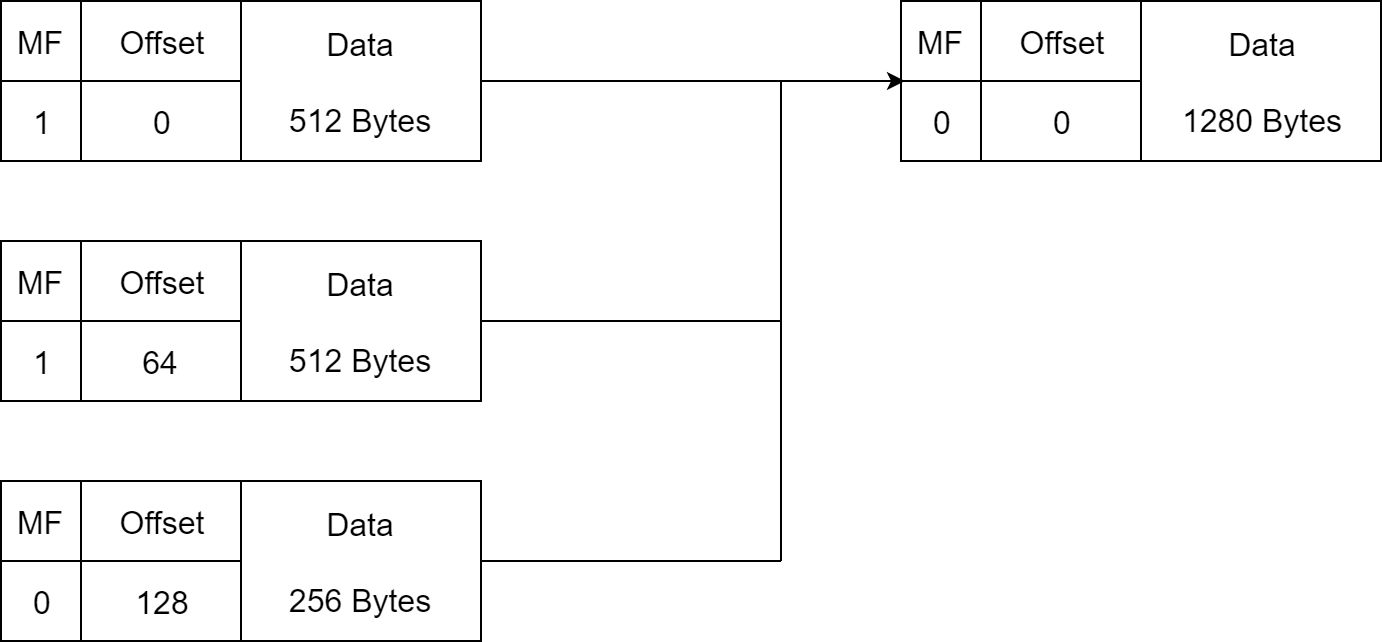 MF Offset Data
1 0 512 Bytes
MF Offset Data
0 0 1280 Bytes
MF Offset Data
1 64 512 Bytes
MF Offset Data
0 128 256 Bytes